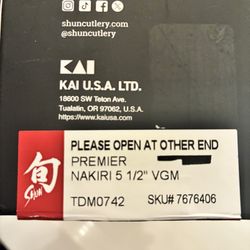 @shuncutlery
shuncutlery.com
KAI
KAI U.S.A. LTD.
18600 SW Teton Ave.
Tualatin, OR 97062, U.S.A.
https://www.kaiusa.com
PLEASE OPEN AT OTHER END
PREMIER
NAKIRI 5 1/2" VGM
TDM0742 SKU# 7676406
旬
Shun